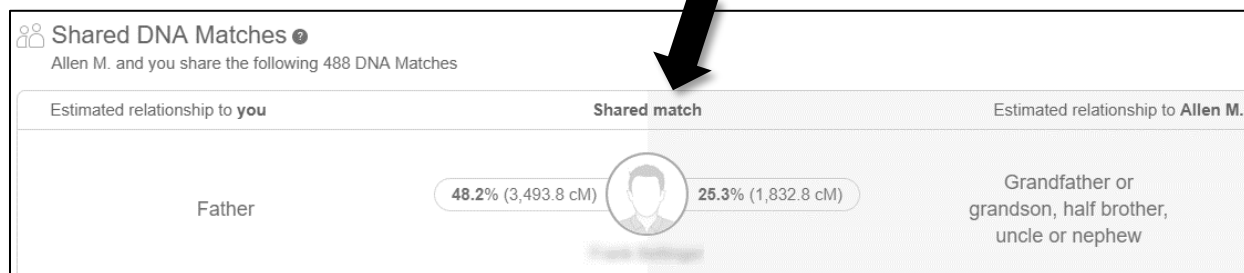 Shared DNA Matches ?
Allen M. and you share the following 488 DNA Matches
Estimated relationship to you Shared match Estimated relationship to Allen M.
Father 48.2% (3,493.8 cM) 25.3% (1,832.8 cM) Grandfather or
grandson, half brother,
uncle or nephew